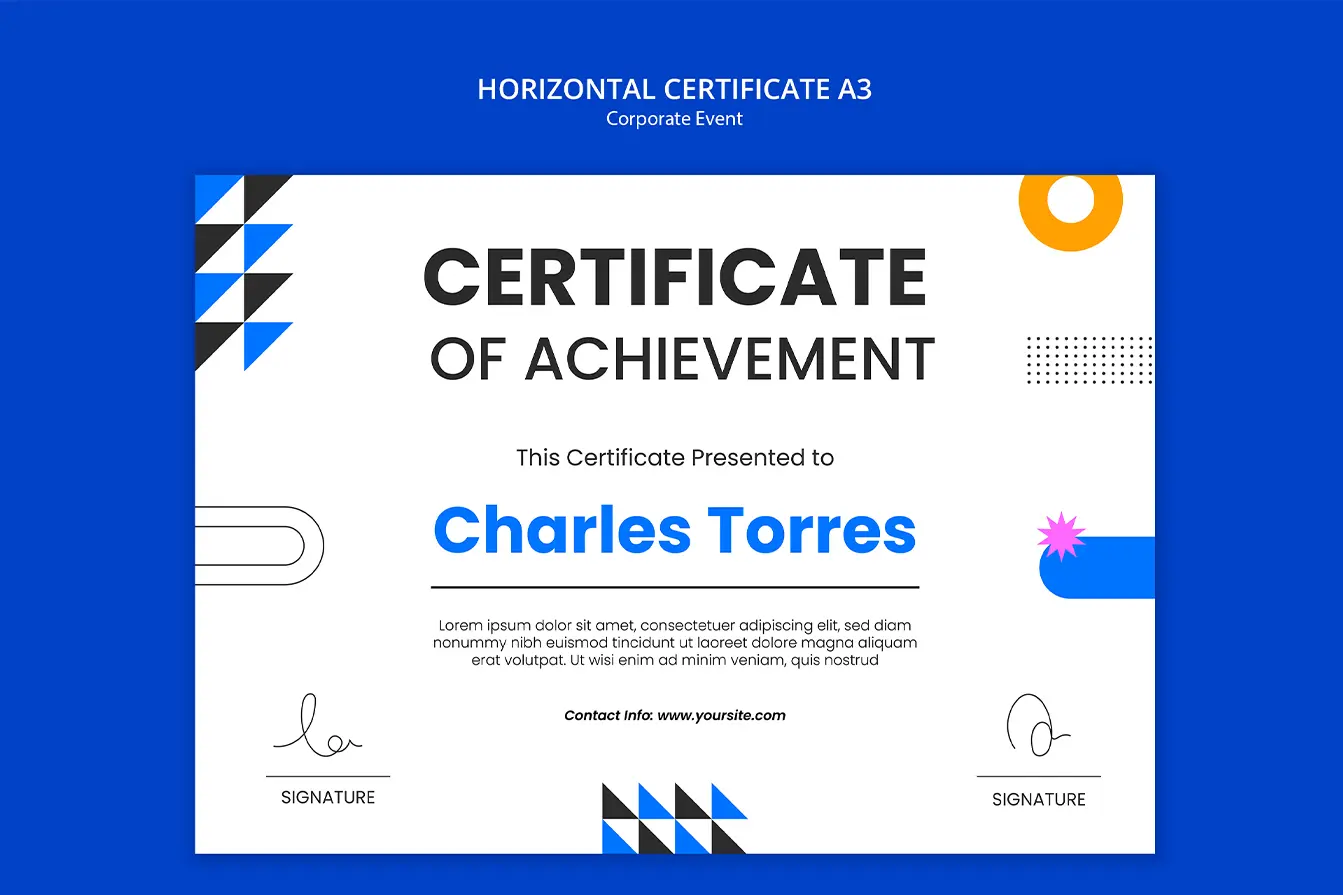 HORIZONTAL CERTIFICATE A3
Corporate Event
CERTIFICATE
OF ACHIEVEMENT
This Certificate Presented to
Charles Torres
Lorem ipsum dolor sit amet, consectetuer adipiscing elit, sed diam
nonummy nibh euismod tincidunt ut laoreet dolore magna aliquam
erat volutpat. Ut wisi enim ad minim veniam, quis nostrud
Contact Info: www.yoursite.com
SIGNATURE
SIGNATURE